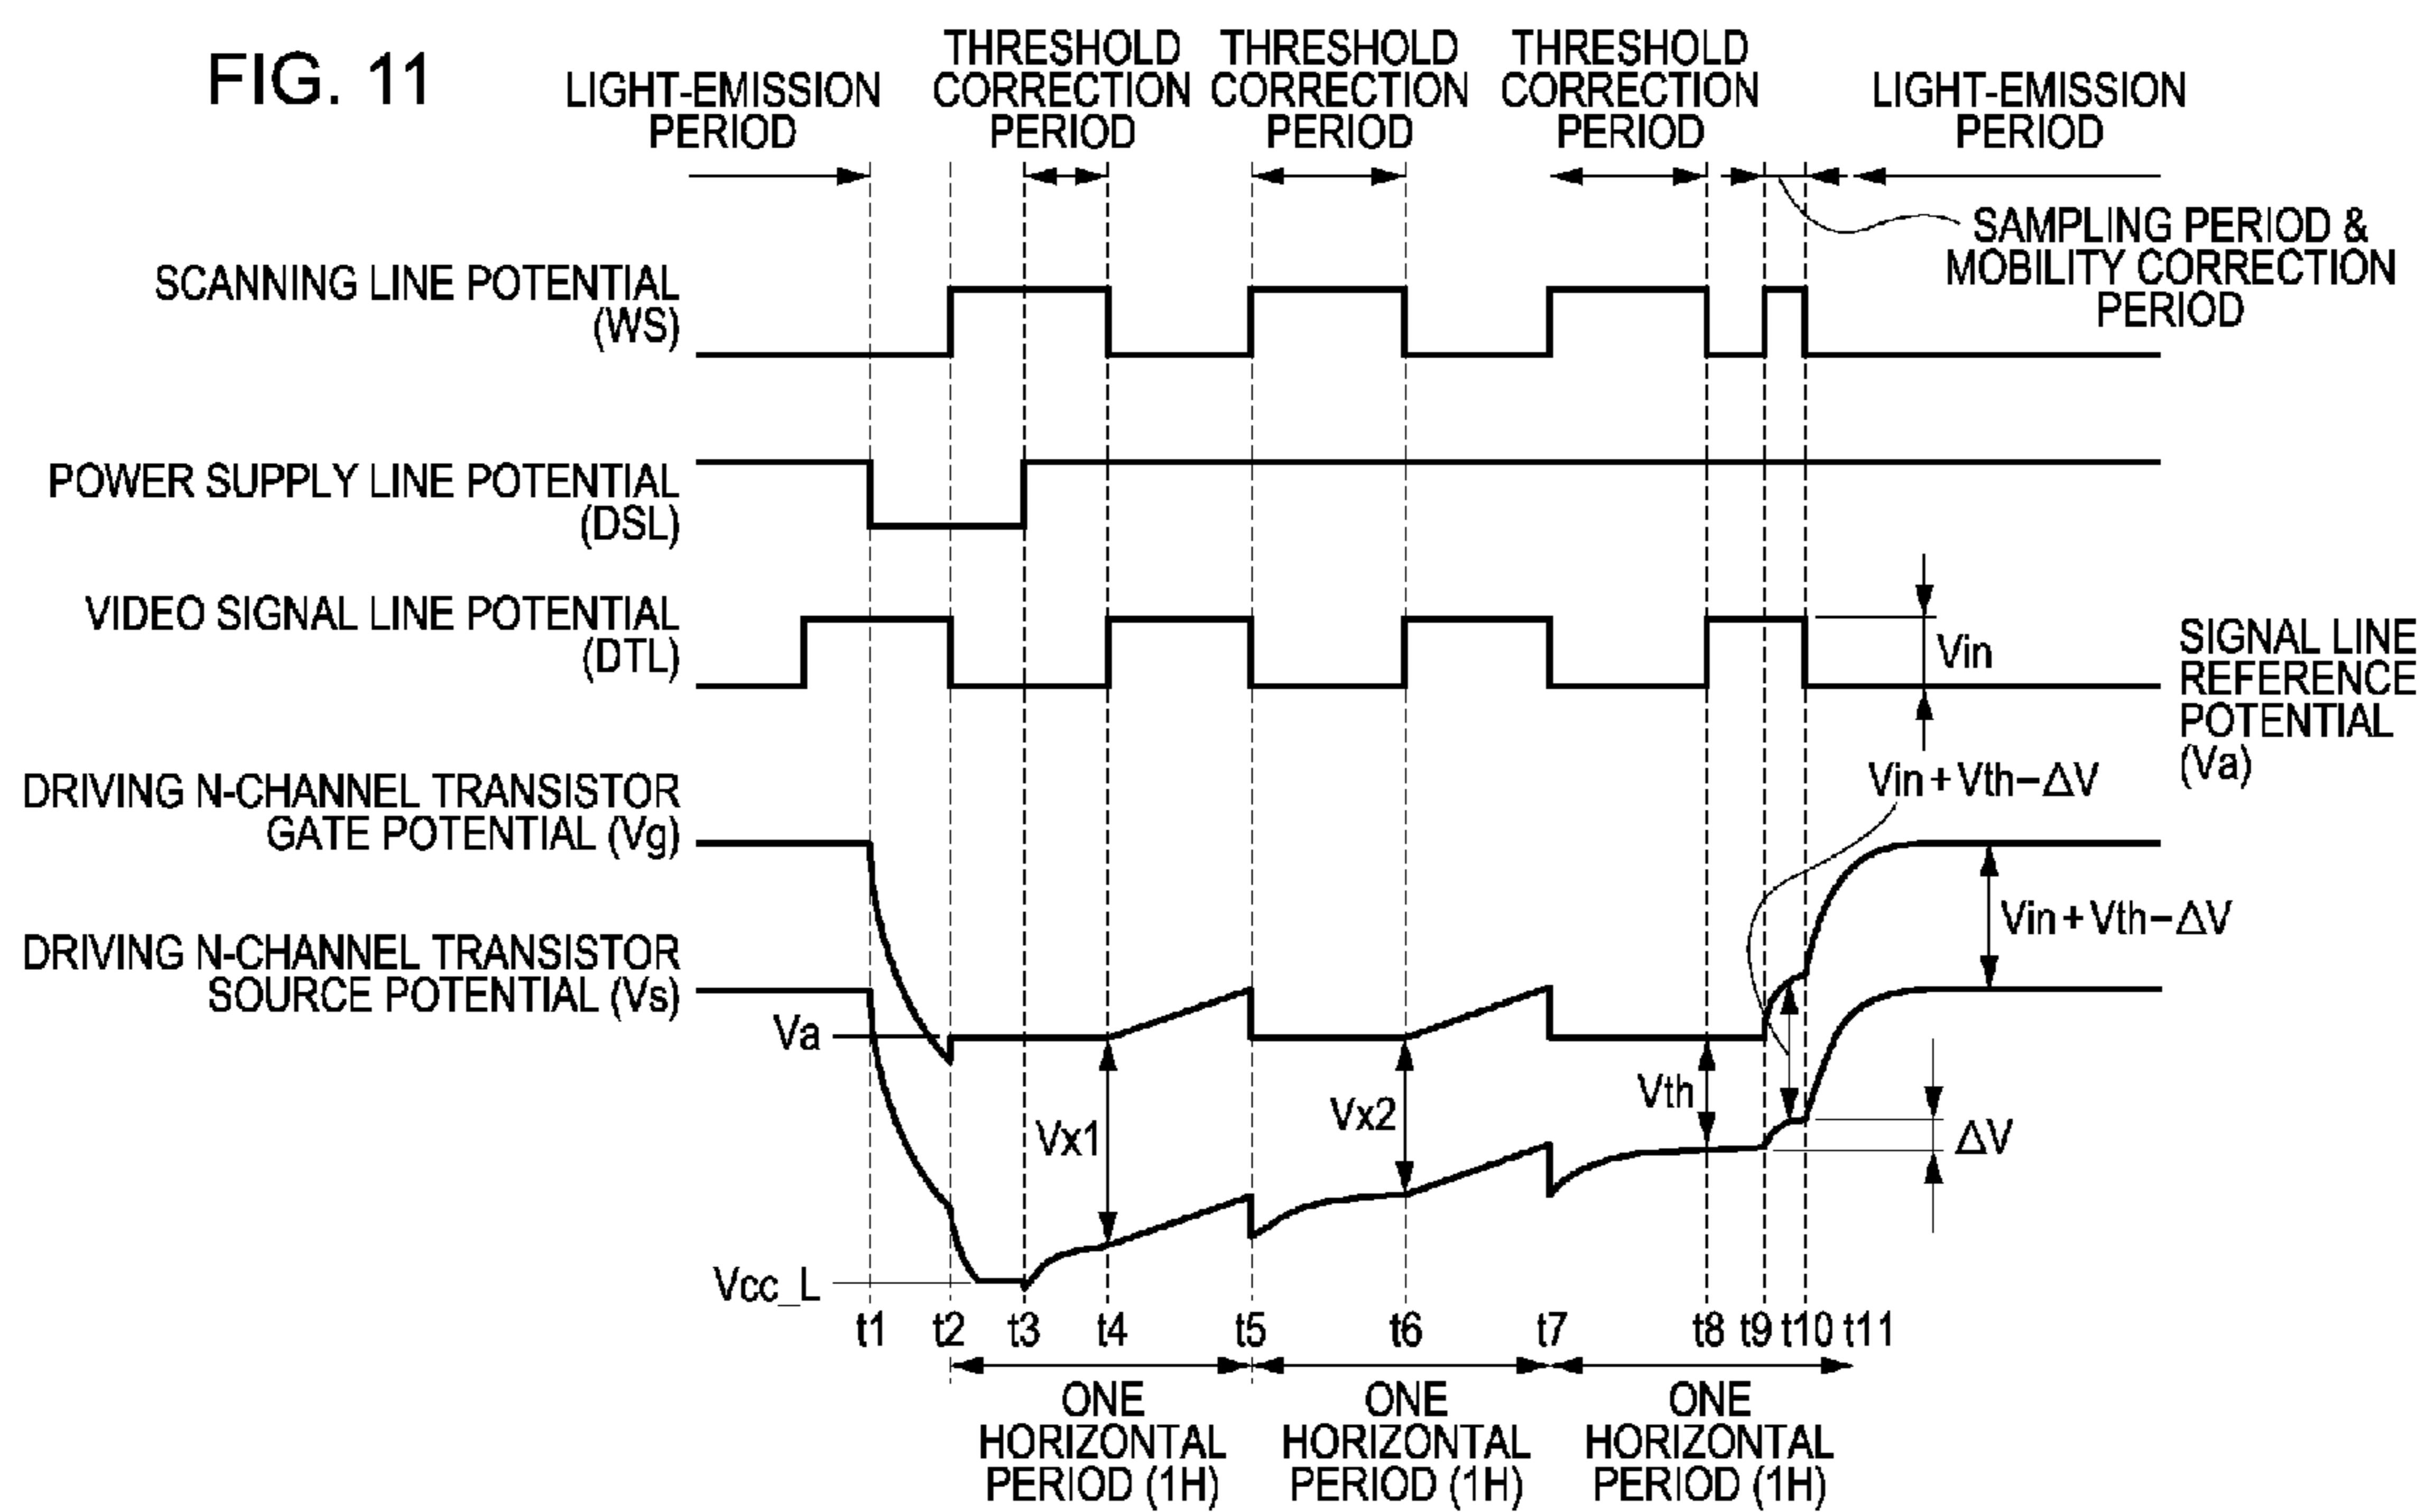 FIG. 11
LIGHT-EMISSION
PERIOD
THRESHOLD
CORRECTION
PERIOD
THRESHOLD
CORRECTION
PERIOD
THRESHOLD
CORRECTION
PERIOD
LIGHT-EMISSION
PERIOD
SAMPLING PERIOD &
MOBILITY CORRECTION
PERIOD
SCANNING LINE POTENTIAL
(WS)
POWER SUPPLY LINE POTENTIAL
(DSL)
VIDEO SIGNAL LINE POTENTIAL
(DTL)
Vin
SIGNAL LINE
REFERENCE
POTENTIAL
(Va)
DRIVING N-CHANNEL TRANSISTOR
GATE POTENTIAL (Vg)
Vin+Vth−ΔV
Vin+Vth−ΔV
DRIVING N-CHANNEL TRANSISTOR
SOURCE POTENTIAL (Vs)
Va
Vx1
Vx2
Vth
ΔV
Vcc_L
t1 t2 t3 t4 t5 t6 t7 t8 t9 t10 t11
ONE
HORIZONTAL
PERIOD (1H)
ONE
HORIZONTAL
PERIOD (1H)
ONE
HORIZONTAL
PERIOD (1H)